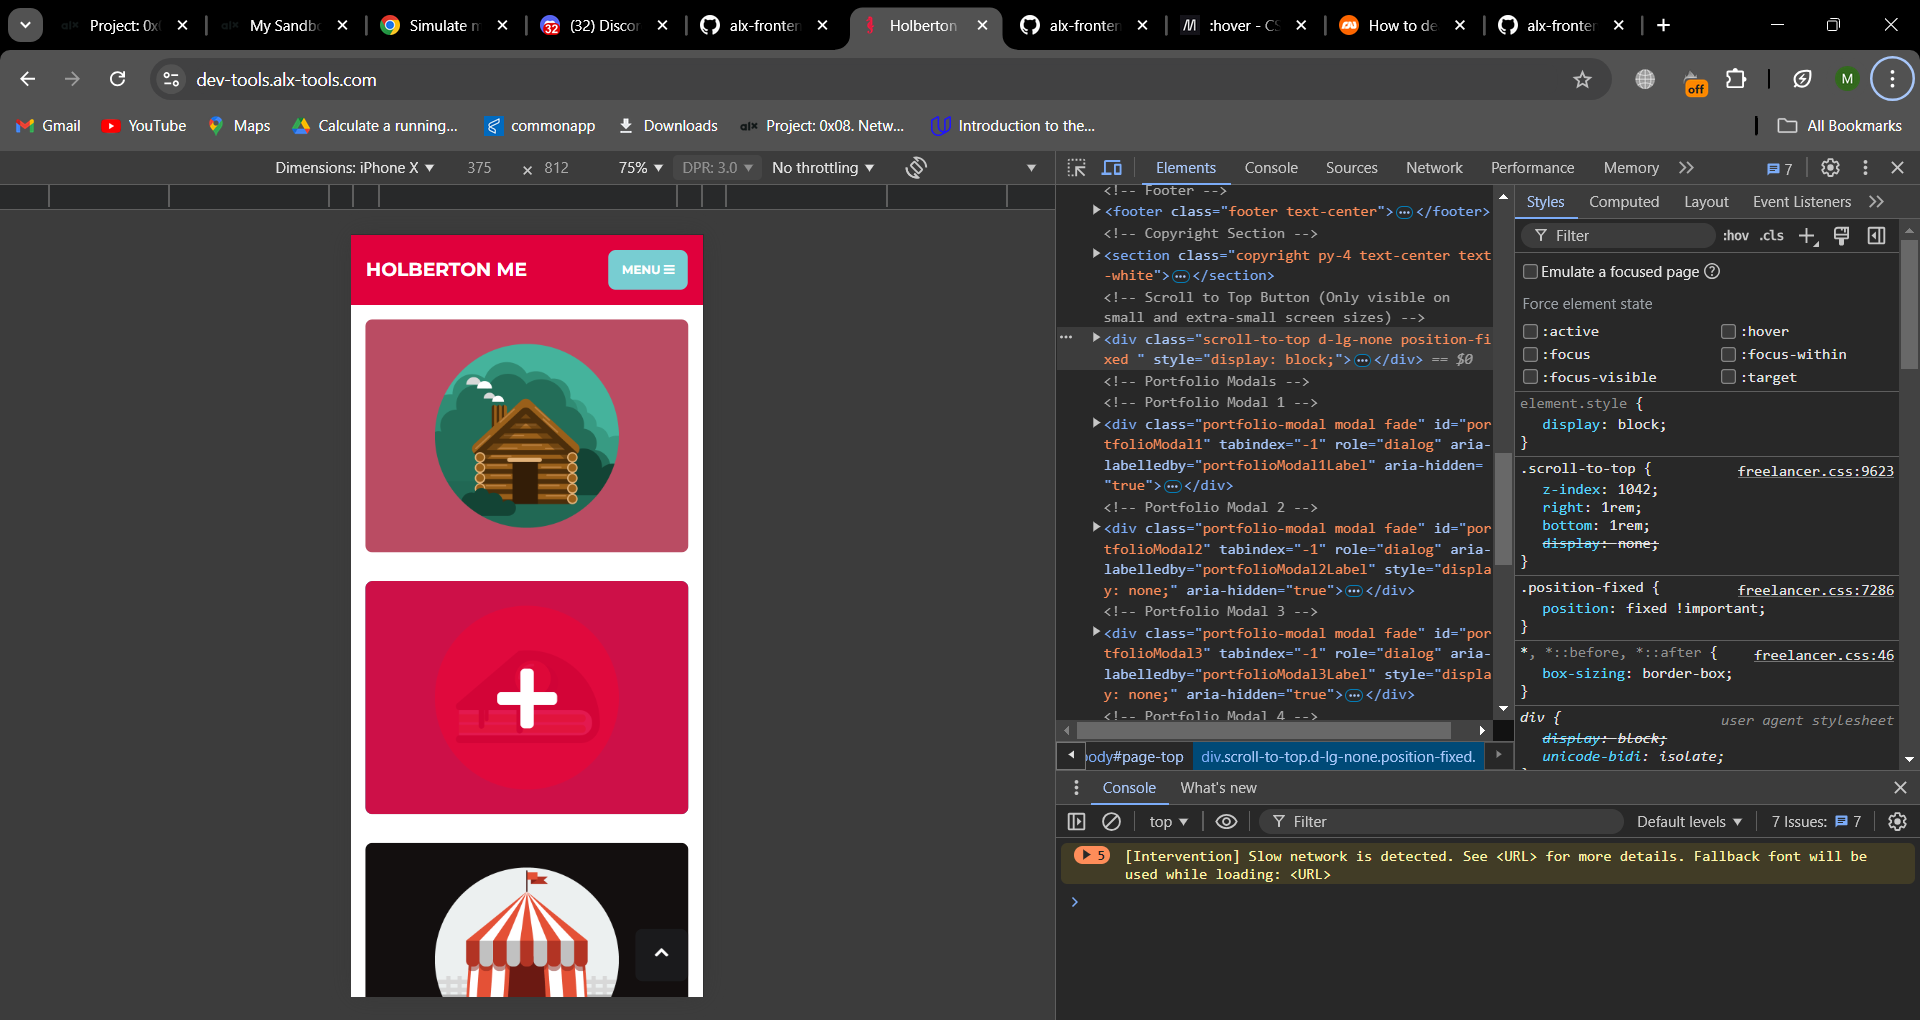 Project: 0x
My Sandb
Simulate m
(32) Discor
alx-fronten
Holberton
alx-fronten
:hover - CS
How to de
alx-fronter
dev-tools.alx-tools.com
off
M
Gmail
YouTube
Maps
Calculate a running...
commonapp
Downloads
alx Project: 0x08. Netw...
Introduction to the...
All Bookmarks
Dimensions: iPhone X 375 × 812 75% DPR: 3.0 No throttling
HOLBERTON ME
MENU
Elements Console Sources Network Performance Memory 7
<!-- Footer -->
<footer class="footer text-center"> ⋯ </footer>
<!-- Copyright Section -->
<section class="copyright py-4 text-center text
-white"> ⋯ </section>
<!-- Scroll to Top Button (Only visible on
small and extra-small screen sizes) -->
<div class="scroll-to-top d-lg-none position-fi
xed " style="display: block;"> ⋯ </div> == $0
<!-- Portfolio Modals -->
<!-- Portfolio Modal 1 -->
<div class="portfolio-modal modal fade" id="por
tfolioModal1" tabindex="-1" role="dialog" aria-
labelledby="portfolioModal1Label" aria-hidden=
"true"> ⋯ </div>
<!-- Portfolio Modal 2 -->
<div class="portfolio-modal modal fade" id="por
tfolioModal2" tabindex="-1" role="dialog" aria-
labelledby="portfolioModal2Label" style="displa
y: none;" aria-hidden="true"> ⋯ </div>
<!-- Portfolio Modal 3 -->
<div class="portfolio-modal modal fade" id="por
tfolioModal3" tabindex="-1" role="dialog" aria-
labelledby="portfolioModal3Label" style="displa
y: none;" aria-hidden="true"> ⋯ </div>
<!-- Portfolio Modal 4 -->
body#page-top div.scroll-to-top.d-lg-none.position-fixed.
Styles Computed Layout Event Listeners
Filter :hov .cls
Emulate a focused page
Force element state
:active :hover
:focus :focus-within
:focus-visible :target
element.style {
display: block;
}
.scroll-to-top { freelancer.css:9623
z-index: 1042;
right: 1rem;
bottom: 1rem;
display: none;
}
.position-fixed { freelancer.css:7286
position: fixed !important;
}
*, *::before, *::after { freelancer.css:46
box-sizing: border-box;
}
div { user agent stylesheet
display: block;
unicode-bidi: isolate;
Console What's new
top Filter Default levels 7 Issues: 7
5 [Intervention] Slow network is detected. See <URL> for more details. Fallback font will be
used while loading: <URL>